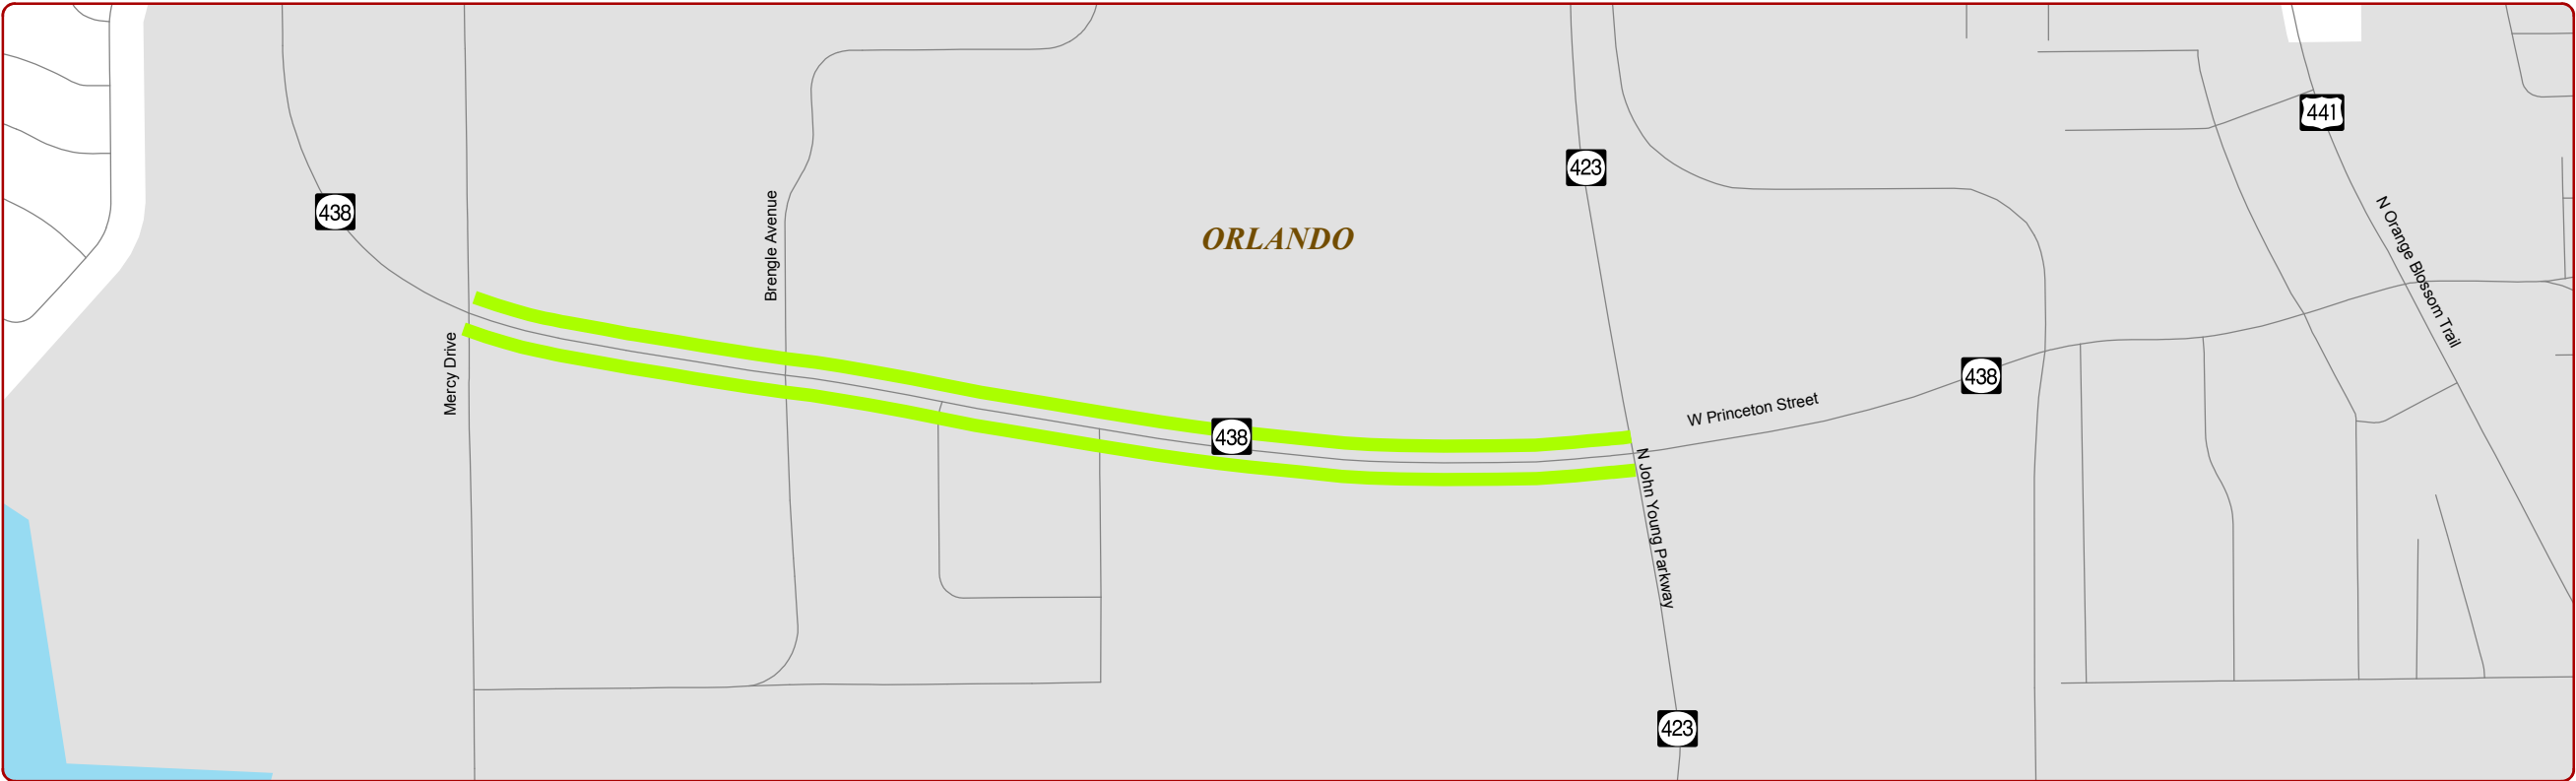 441
423
438
Brengle Avenue
N Orange Blossom Trail
ORLANDO
Mercy Drive
438
W Princeton Street
438
N John Young Parkway
423